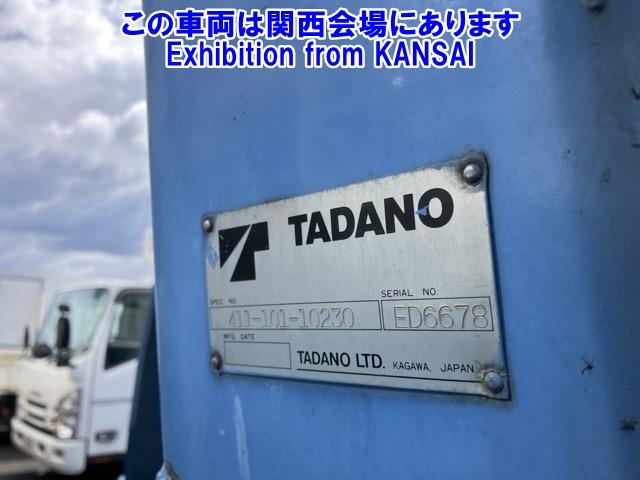 この車両は関西会場にあります
Exhibition from KANSAI
TADANO
SPEC NO
SERIAL NO.
411-101-10230
ED6678
MFG. DATE
TADANO LTD. KAGAWA, JAPAN